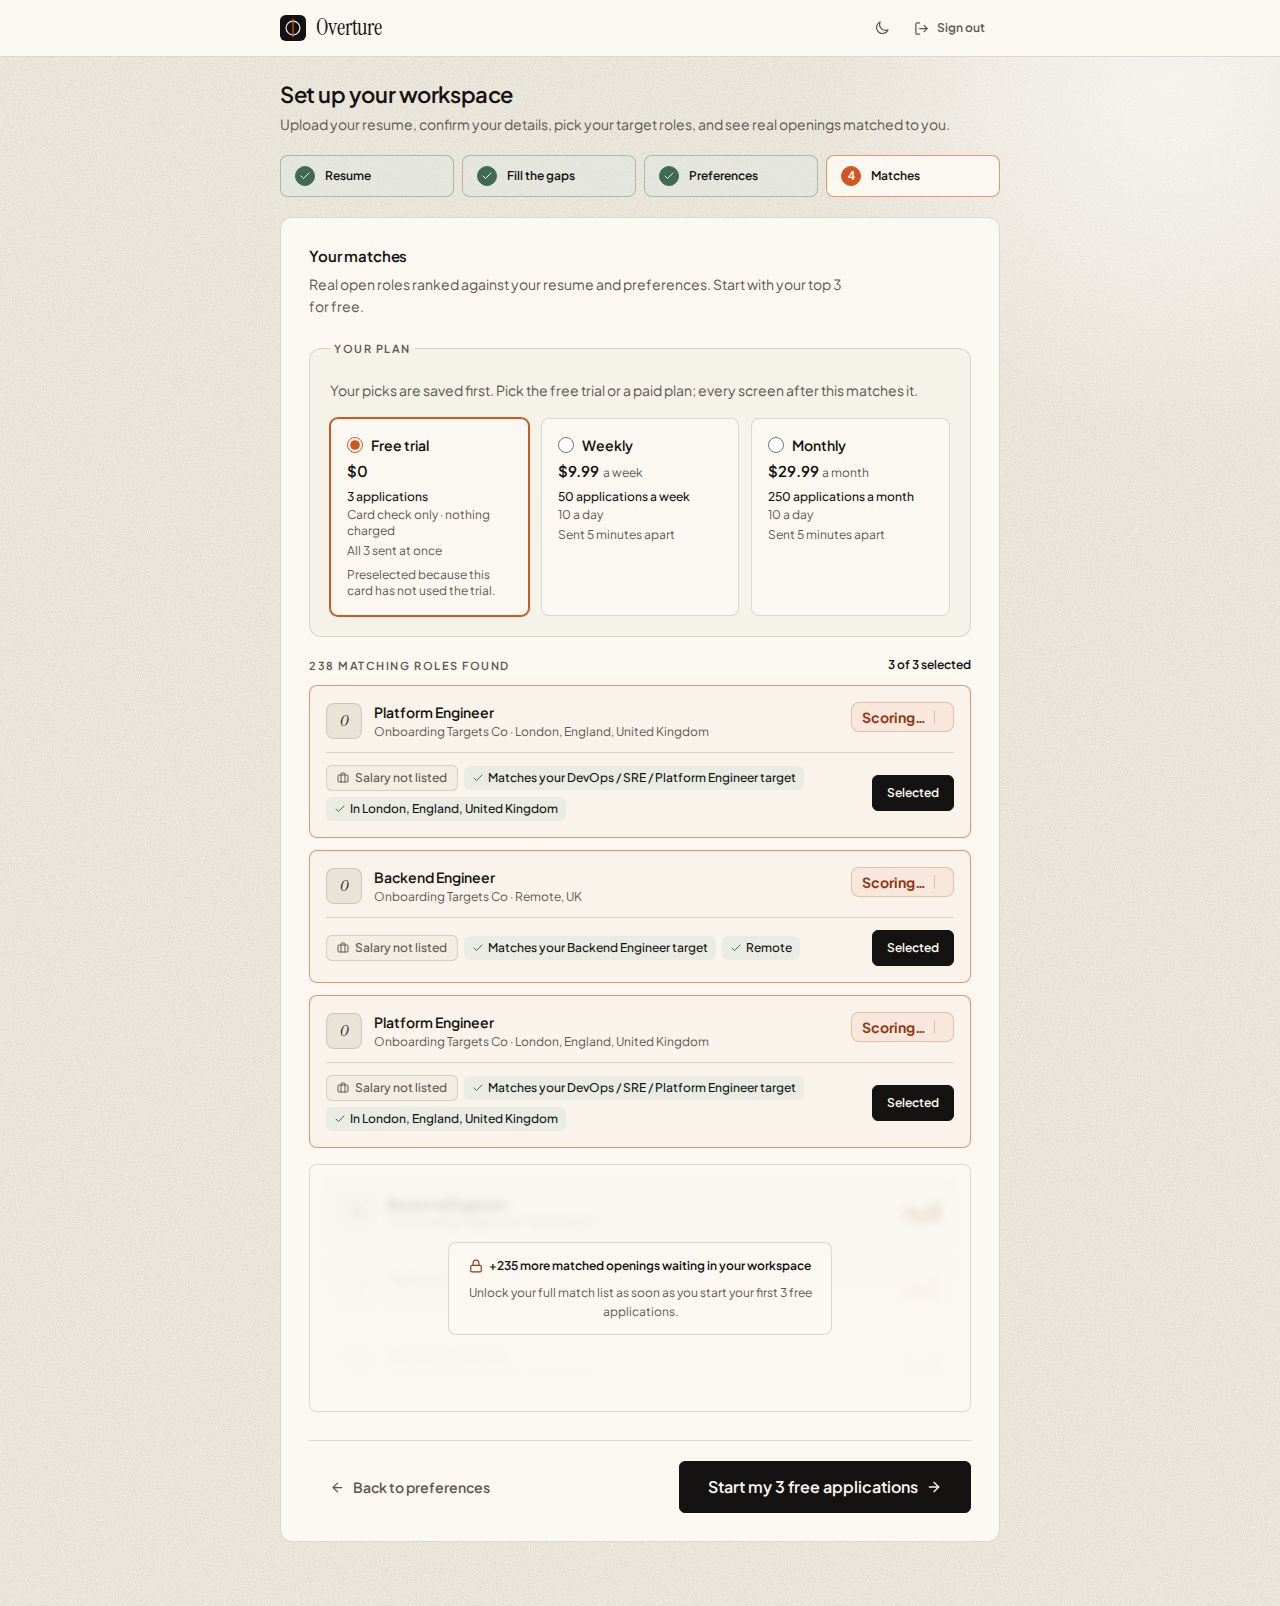 Overture
Sign out
Set up your workspace
Upload your resume, confirm your details, pick your target roles, and see real openings matched to you.
Resume
Fill the gaps
Preferences
4 Matches
Your matches
Real open roles ranked against your resume and preferences. Start with your top 3
for free.
YOUR PLAN
Your picks are saved first. Pick the free trial or a paid plan; every screen after this matches it.
Free trial
$0
3 applications
Card check only · nothing
charged
All 3 sent at once
Preselected because this
card has not used the trial.
Weekly
$9.99 a week
50 applications a week
10 a day
Sent 5 minutes apart
Monthly
$29.99 a month
250 applications a month
10 a day
Sent 5 minutes apart
238 MATCHING ROLES FOUND
3 of 3 selected
O
Platform Engineer
Onboarding Targets Co · London, England, United Kingdom
Scoring…
Salary not listed
Matches your DevOps / SRE / Platform Engineer target
In London, England, United Kingdom
Selected
O
Backend Engineer
Onboarding Targets Co · Remote, UK
Scoring…
Salary not listed
Matches your Backend Engineer target
Remote
Selected
O
Platform Engineer
Onboarding Targets Co · London, England, United Kingdom
Scoring…
Salary not listed
Matches your DevOps / SRE / Platform Engineer target
In London, England, United Kingdom
Selected
+235 more matched openings waiting in your workspace
Unlock your full match list as soon as you start your first 3 free
applications.
Back to preferences
Start my 3 free applications